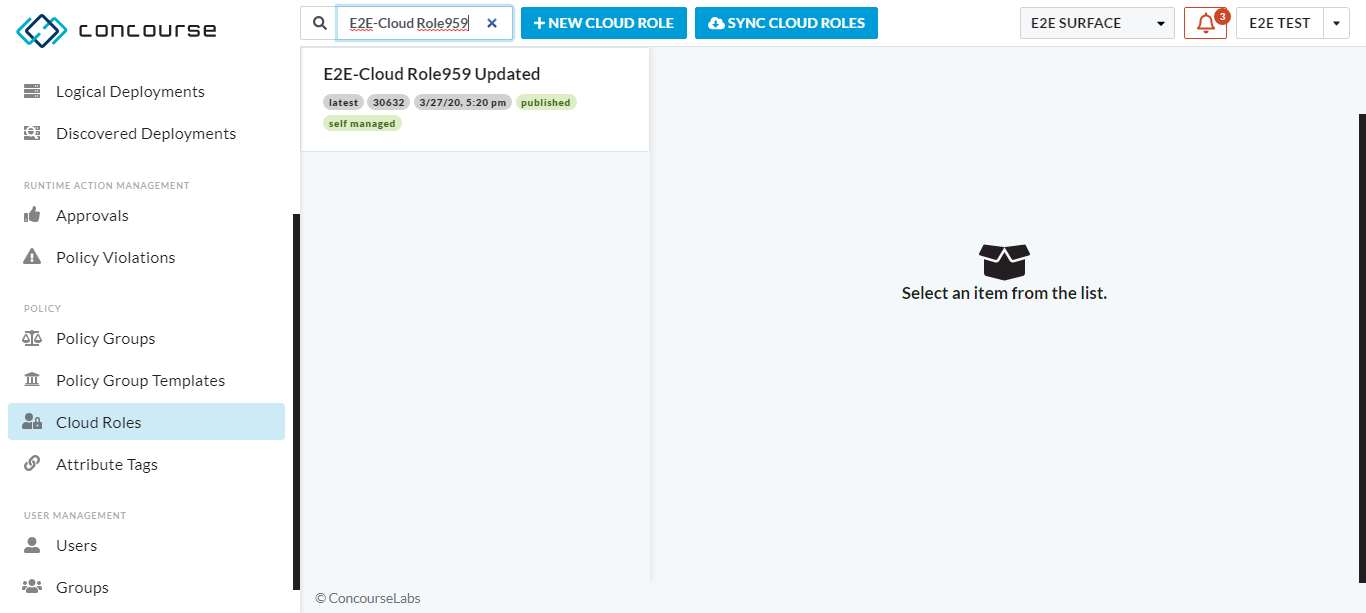 concourse
E2E-Cloud Role959
NEW CLOUD ROLE
SYNC CLOUD ROLES
E2E SURFACE
3
E2E TEST
Logical Deployments
Discovered Deployments
RUNTIME ACTION MANAGEMENT
Approvals
Policy Violations
POLICY
Policy Groups
Policy Group Templates
Cloud Roles
Attribute Tags
USER MANAGEMENT
Users
Groups
E2E-Cloud Role959 Updated
latest 30632 3/27/20, 5:20 pm published
self managed
Select an item from the list.
© ConcourseLabs